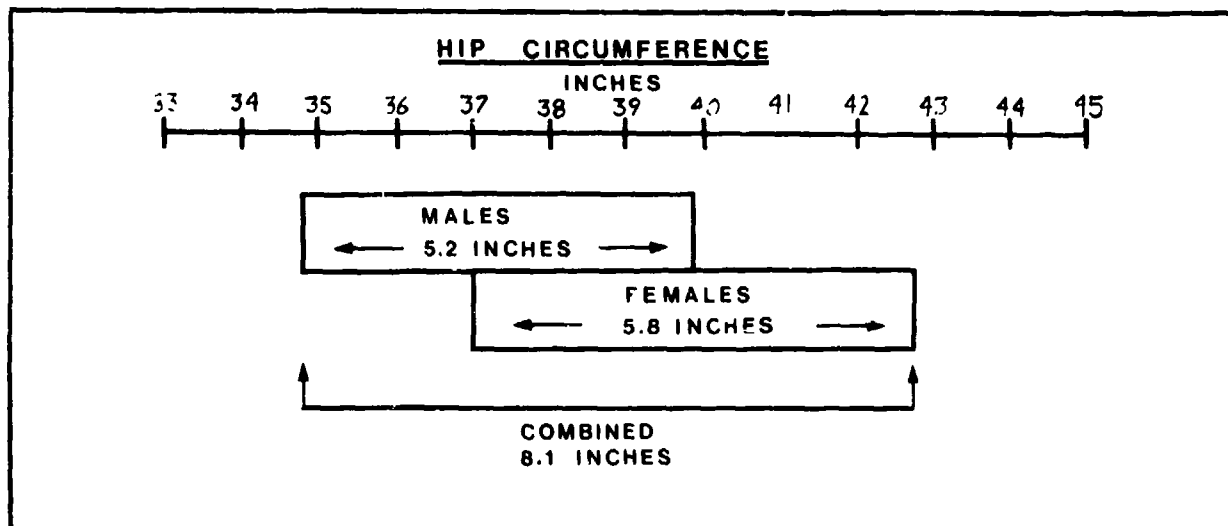 HIP CIRCUMFERENCE
INCHES
33 34 35 36 37 38 39 40 41 42 43 44 45
MALES
5.2 INCHES
FEMALES
5.8 INCHES
COMBINED
8.1 INCHES